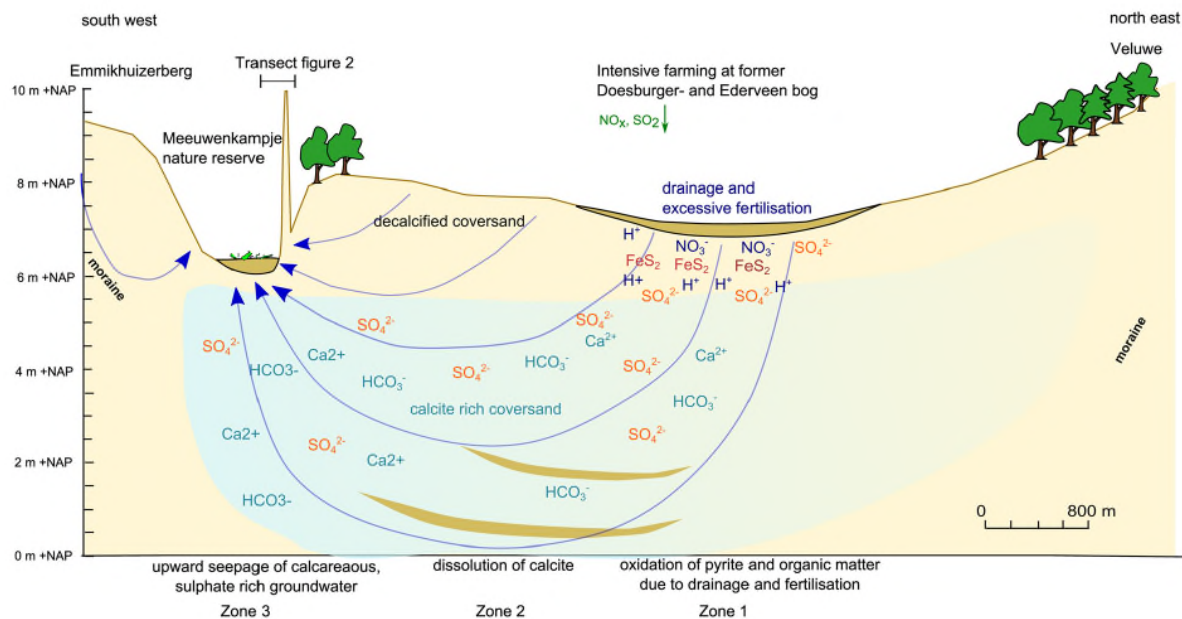 south west
north east
Emmikhuizerberg
Transect figure 2
Veluwe
Intensive farming at former
Doesburger- and Ederveen bog
NOx, SO2
10 m +NAP
Meeuwenkampje
nature reserve
8 m +NAP
drainage and
excessive fertilisation
decalcified coversand
H⁺ NO₃⁻ NO₃⁻ SO₄²⁻
FeS₂ FeS₂ FeS₂
6 m +NAP
moraine
H+ H⁺ H⁺ H⁺
SO₄²⁻ SO₄²⁻
SO₄²⁻ SO₄²⁻
SO₄²⁻ Ca2+ Ca²⁺ Ca²⁺
moraine
4 m +NAP
HCO3- HCO₃⁻ SO₄²⁻ HCO₃⁻ SO₄²⁻
calcite rich coversand
HCO₃⁻
Ca2+ SO₄²⁻ SO₄²⁻
Ca2+
2 m +NAP
HCO3- HCO₃⁻
0 800 m
0 m +NAP
upward seepage of calcareaous,
sulphate rich groundwater
Zone 3
dissolution of calcite
Zone 2
oxidation of pyrite and organic matter
due to drainage and fertilisation
Zone 1